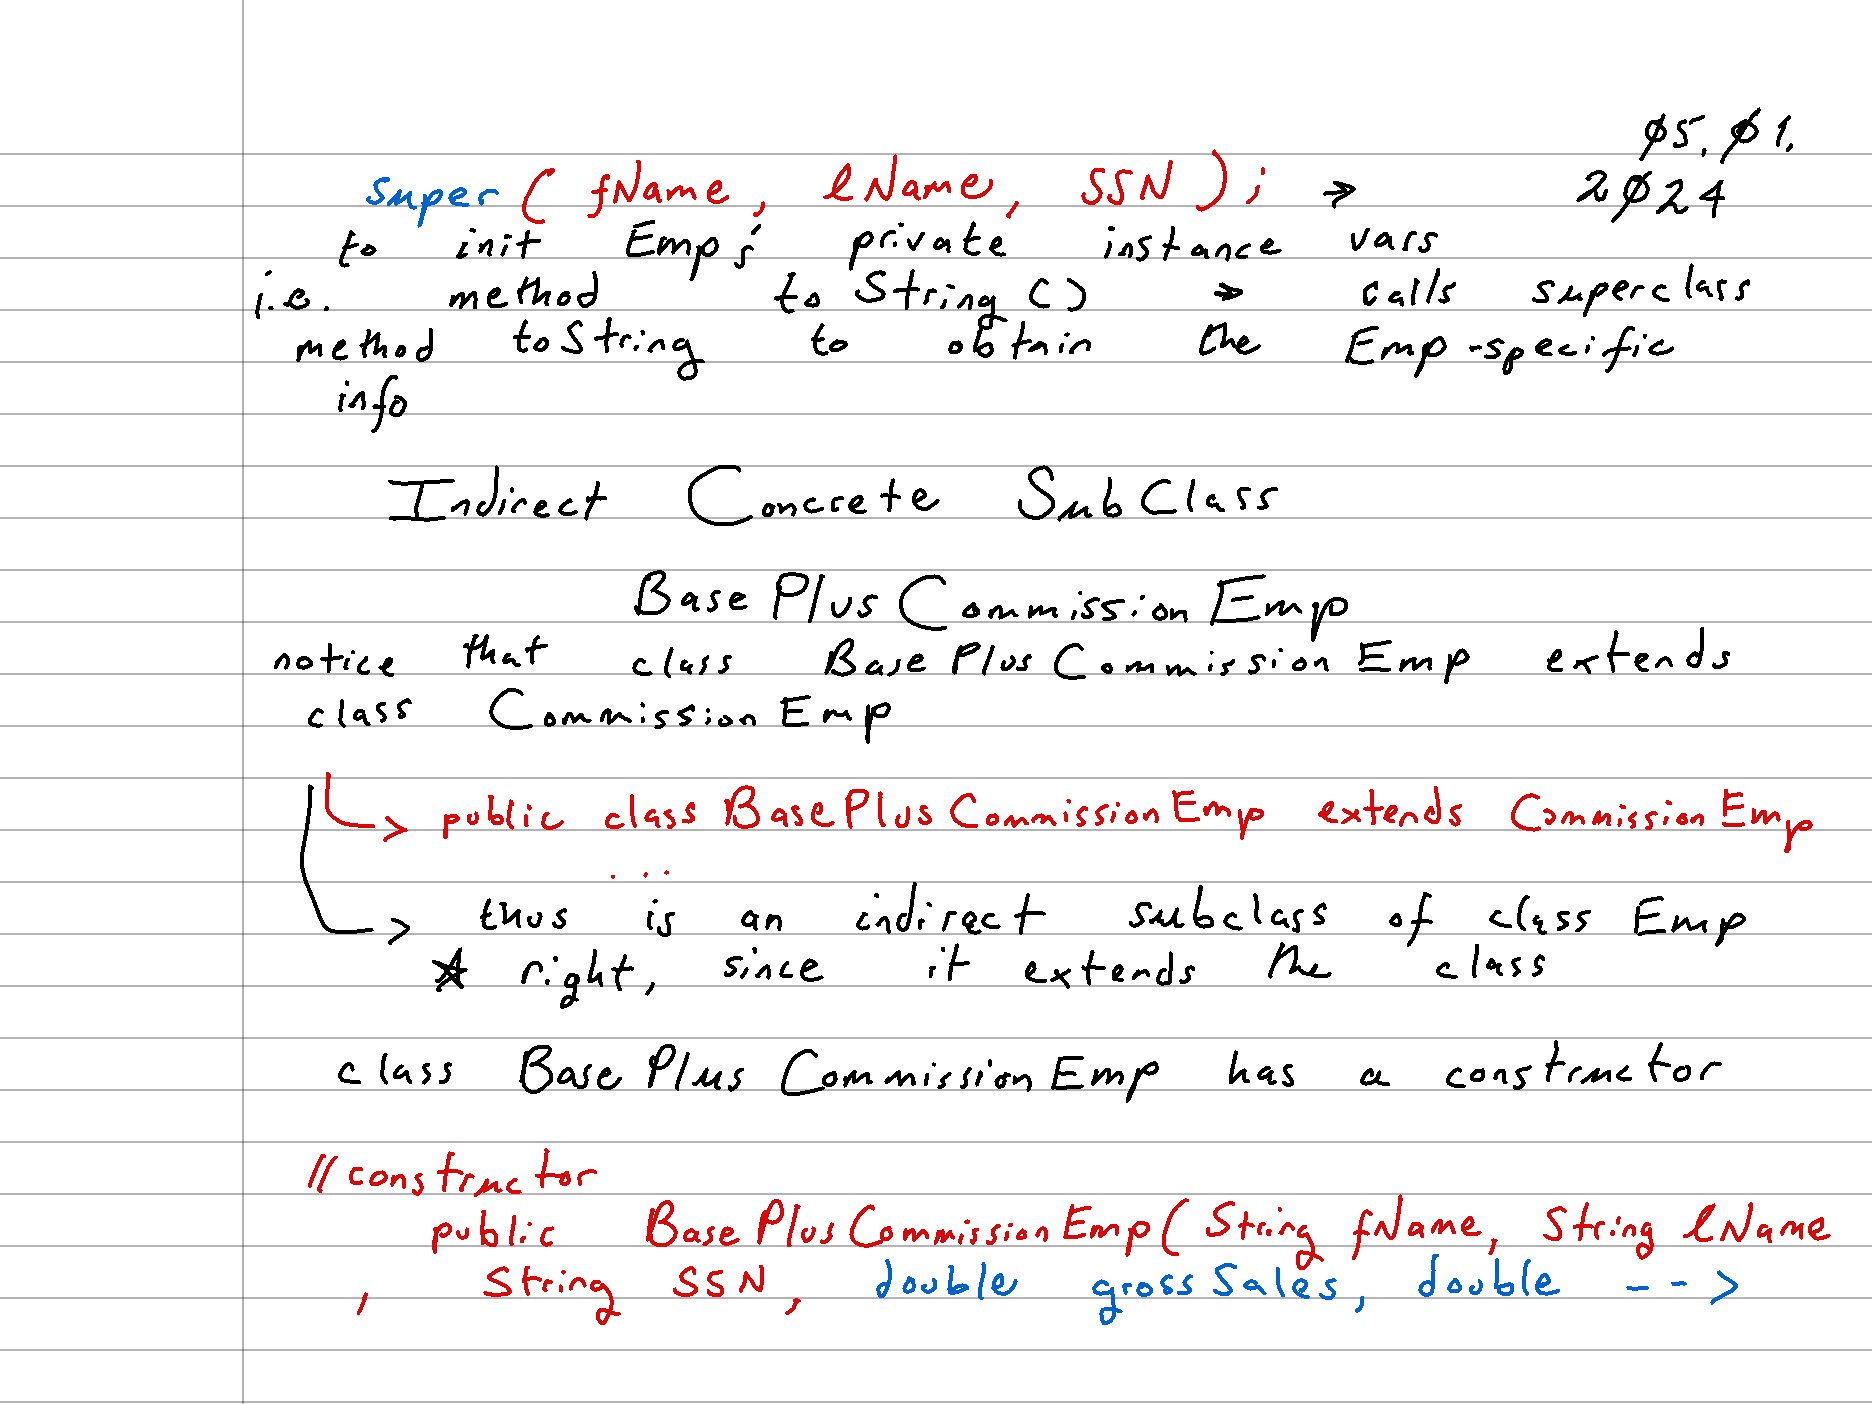 05.01.
super ( fName, lName, SSN ); → 2024
to init Emp's private instance vars
i.e. method toString() → calls superclass
method toString to obtain the Emp-specific
info
Indirect Concrete SubClass
BasePlusCommissionEmp
notice that class BasePlusCommissionEmp extends
class CommissionEmp
public class BasePlusCommissionEmp extends CommissionEmp
...
thus is an indirect subclass of class Emp
right, since it extends the class
class BasePlusCommissionEmp has a constructor
//constructor
public BasePlusCommissionEmp( String fName, String lName
, String SSN, double grossSales, double -->